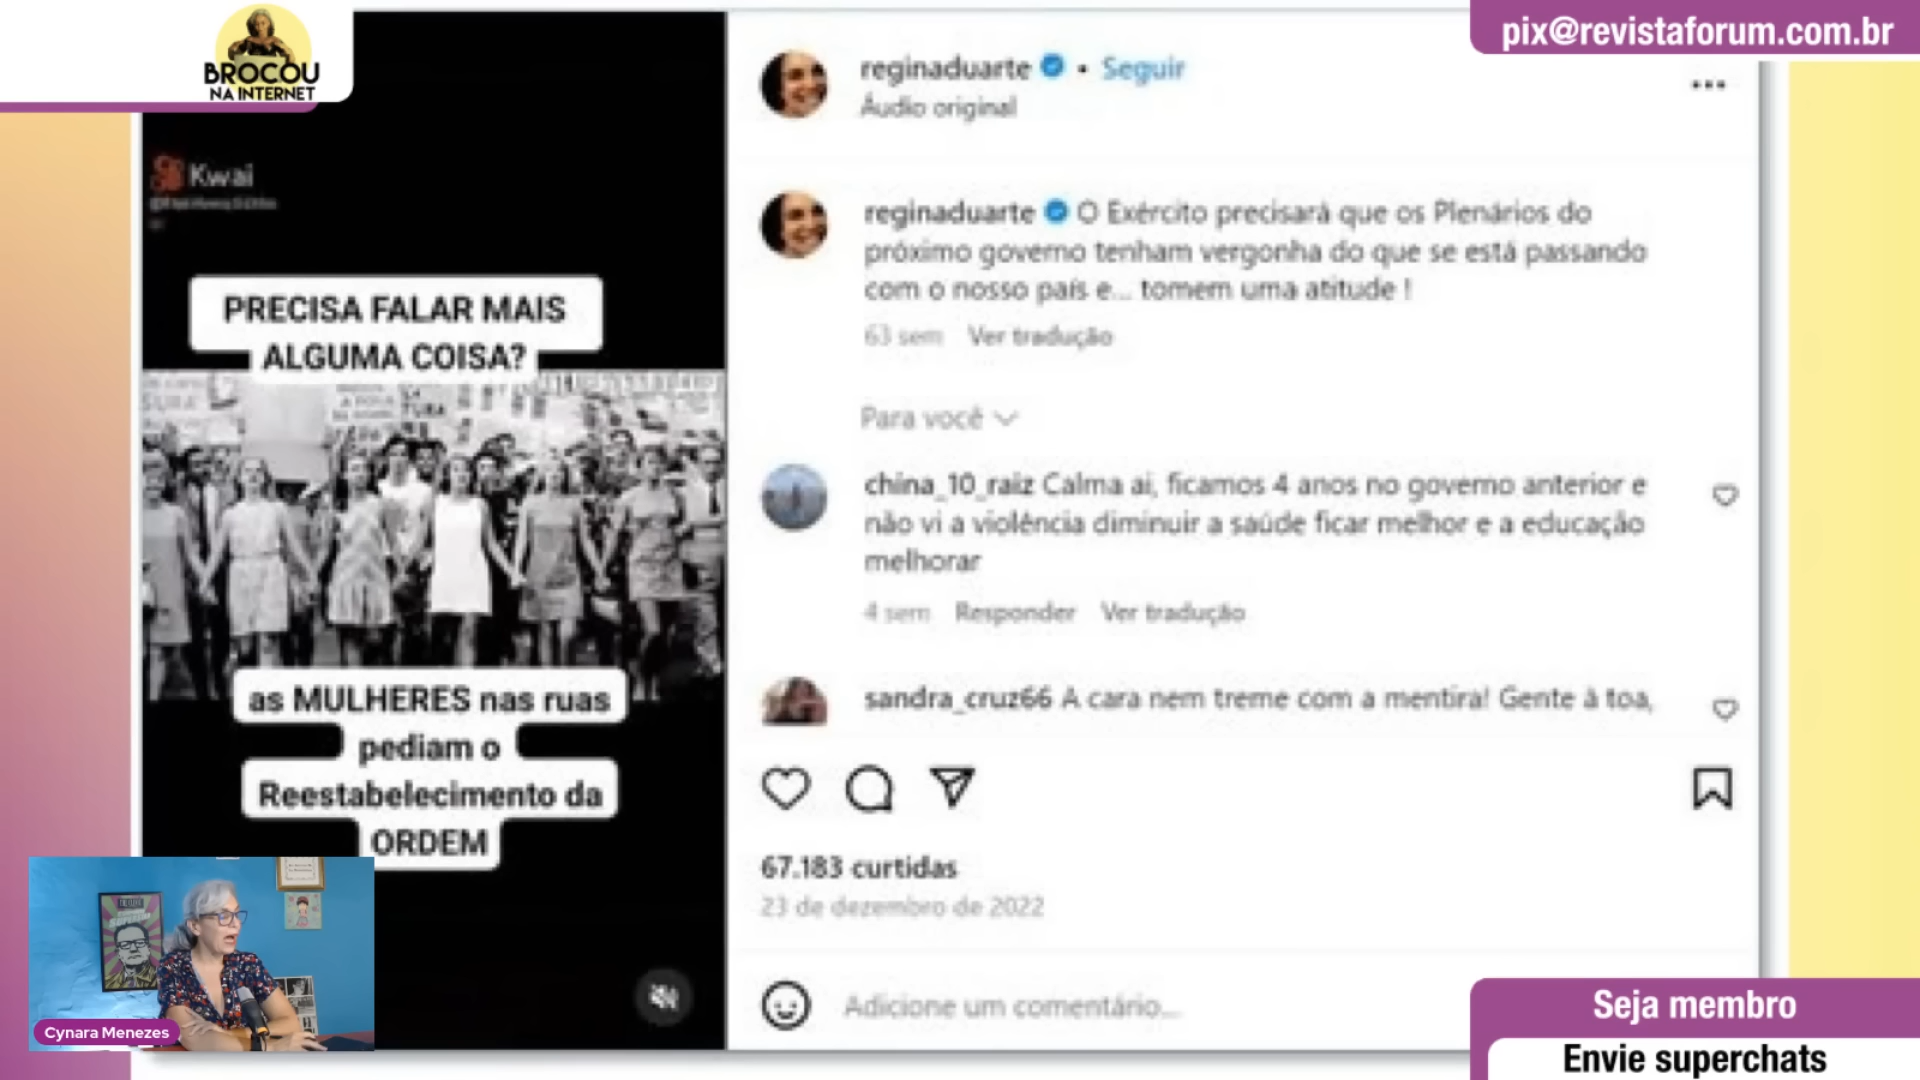 BROCOU
NA INTERNET
pix@revistaforum.com.br
Kwai
PRECISA FALAR MAIS
ALGUMA COISA?
as MULHERES nas ruas
pediam o
Reestabelecimento da
ORDEM
Cynara Menezes
reginaduarte • Seguir
Áudio original
reginaduarte O Exército precisará que os Plenários do
próximo governo tenham vergonha do que se está passando
com o nosso país e... tomem uma atitude !
63 sem Ver tradução
Para você
china_10_raiz Calma ai, ficamos 4 anos no governo anterior e
não vi a violência diminuir a saúde ficar melhor e a educação
melhorar
4 sem Responder Ver tradução
sandra_cruz66 A cara nem treme com a mentira! Gente à toa,
67.183 curtidas
23 de dezembro de 2022
Adicione um comentário...
Seja membro
Envie superchats